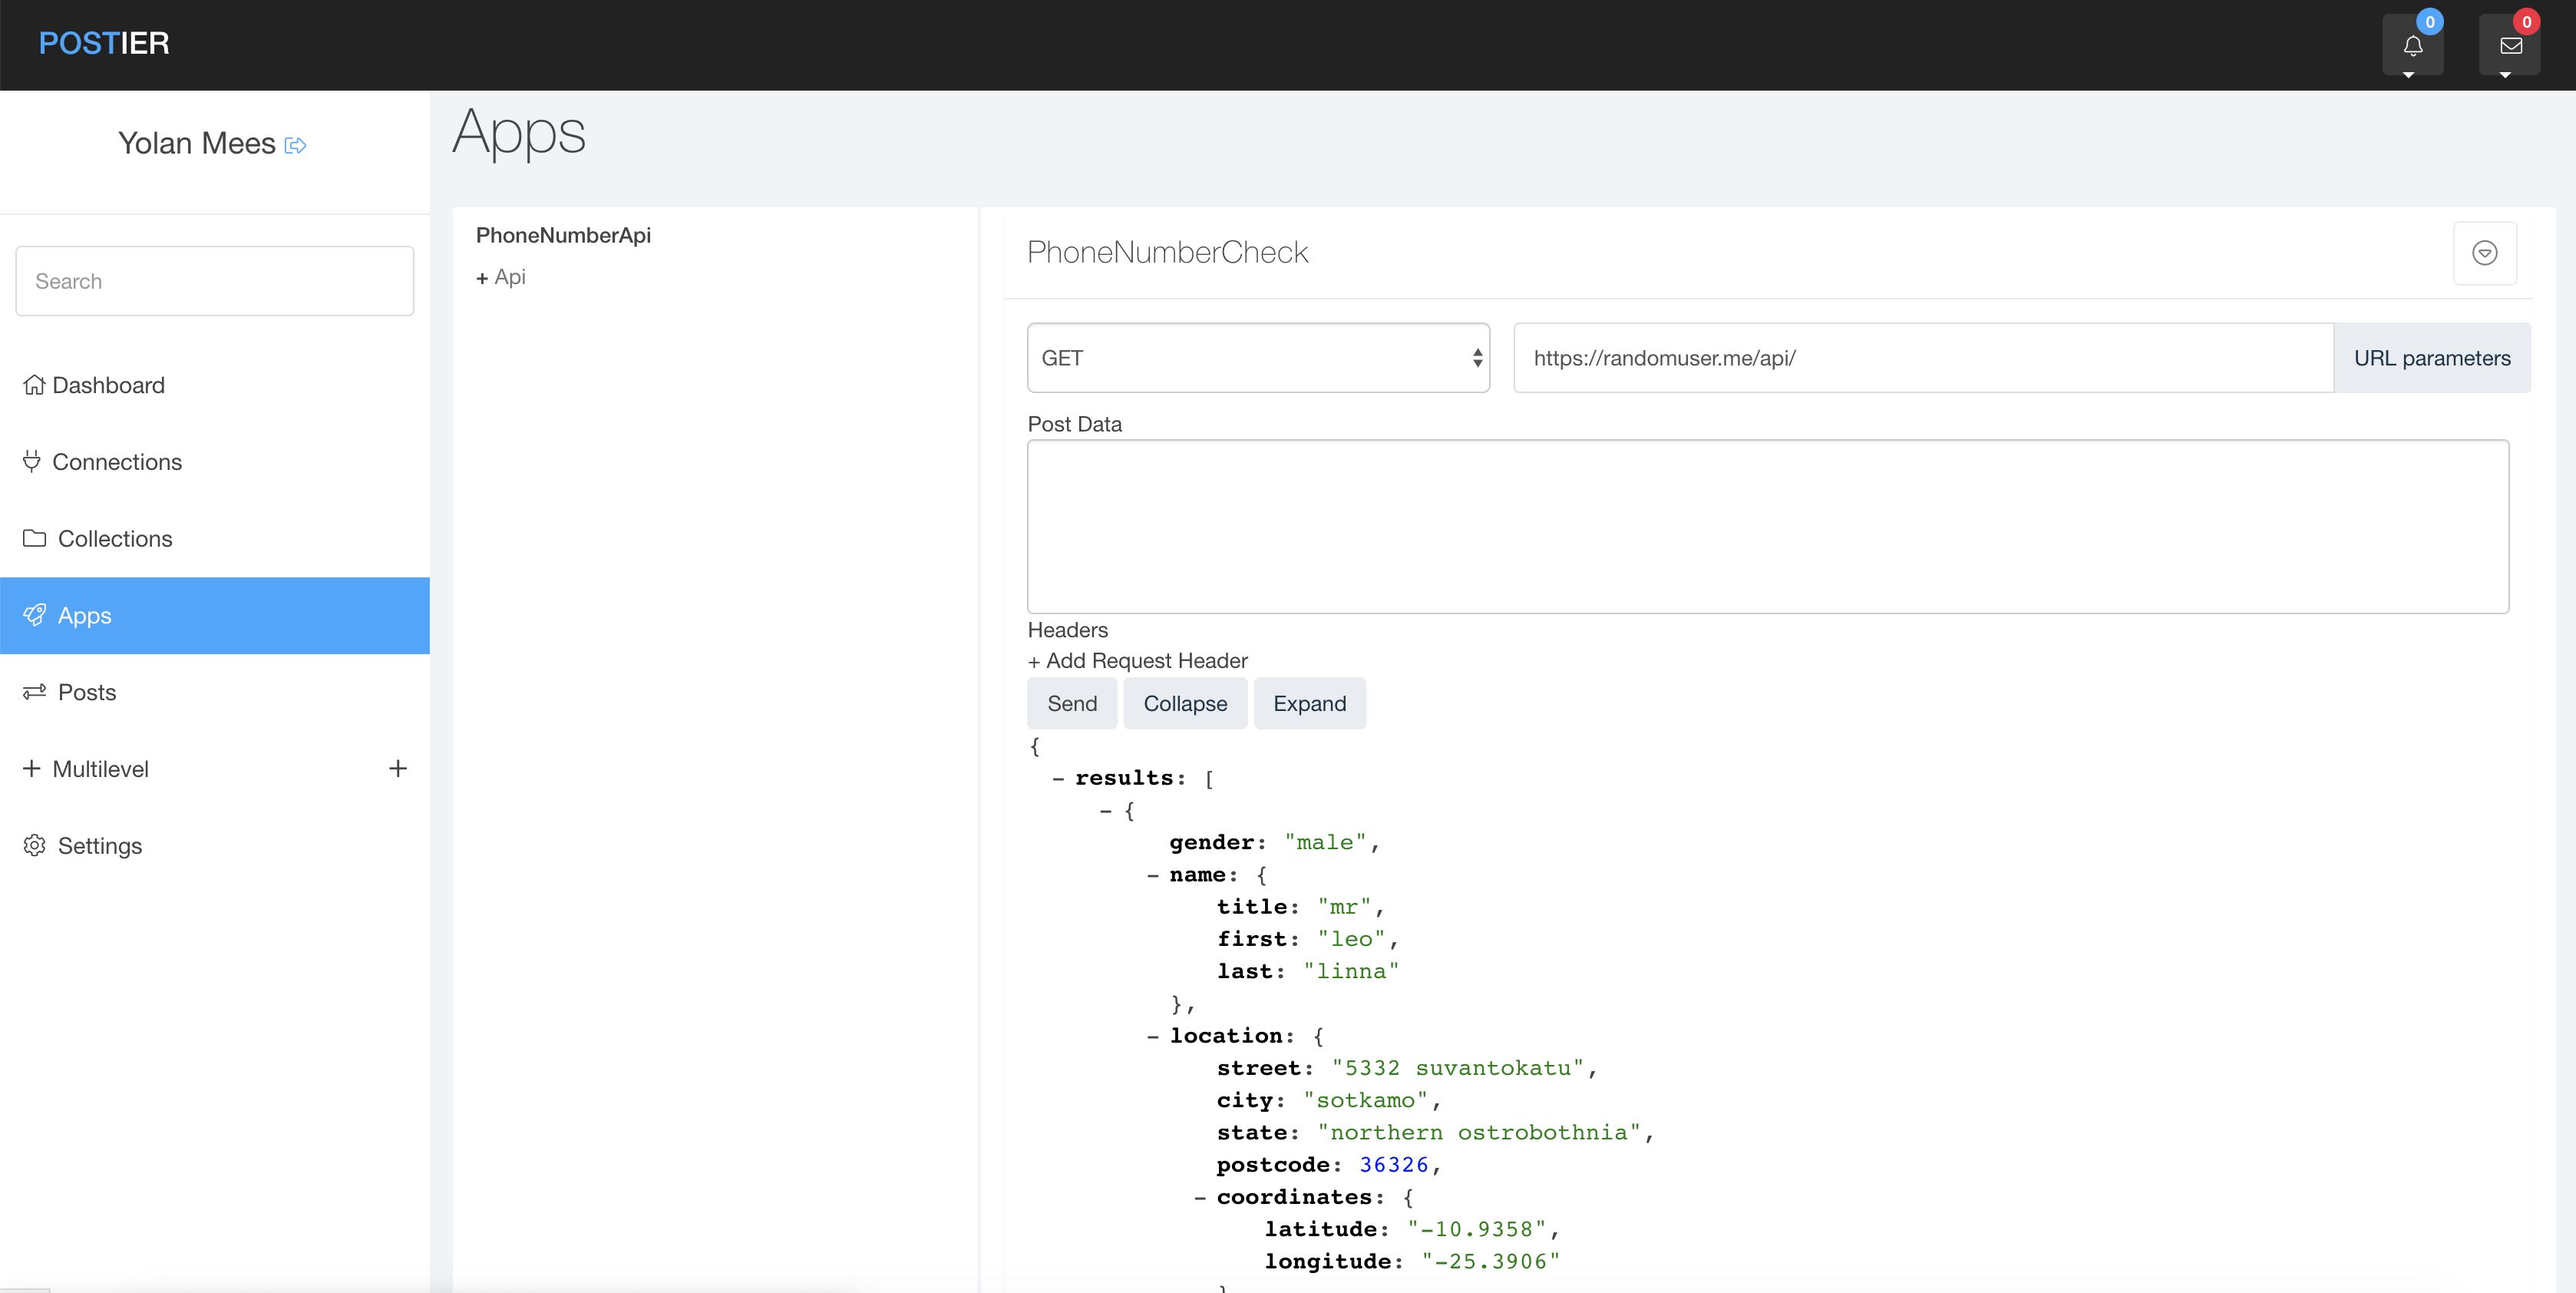 POSTIER
0
0
Yolan Mees
Search
Dashboard
Connections
Collections
Apps
Posts
+ Multilevel +
Settings
Apps
PhoneNumberApi
+ Api
PhoneNumberCheck
GET
https://randomuser.me/api/
URL parameters
Post Data
Headers
+ Add Request Header
Send Collapse Expand
{
– results: [
– {
gender: "male",
– name: {
title: "mr",
first: "leo",
last: "linna"
},
– location: {
street: "5332 suvantokatu",
city: "sotkamo",
state: "northern ostrobothnia",
postcode: 36326,
– coordinates: {
latitude: "-10.9358",
longitude: "-25.3906"
}